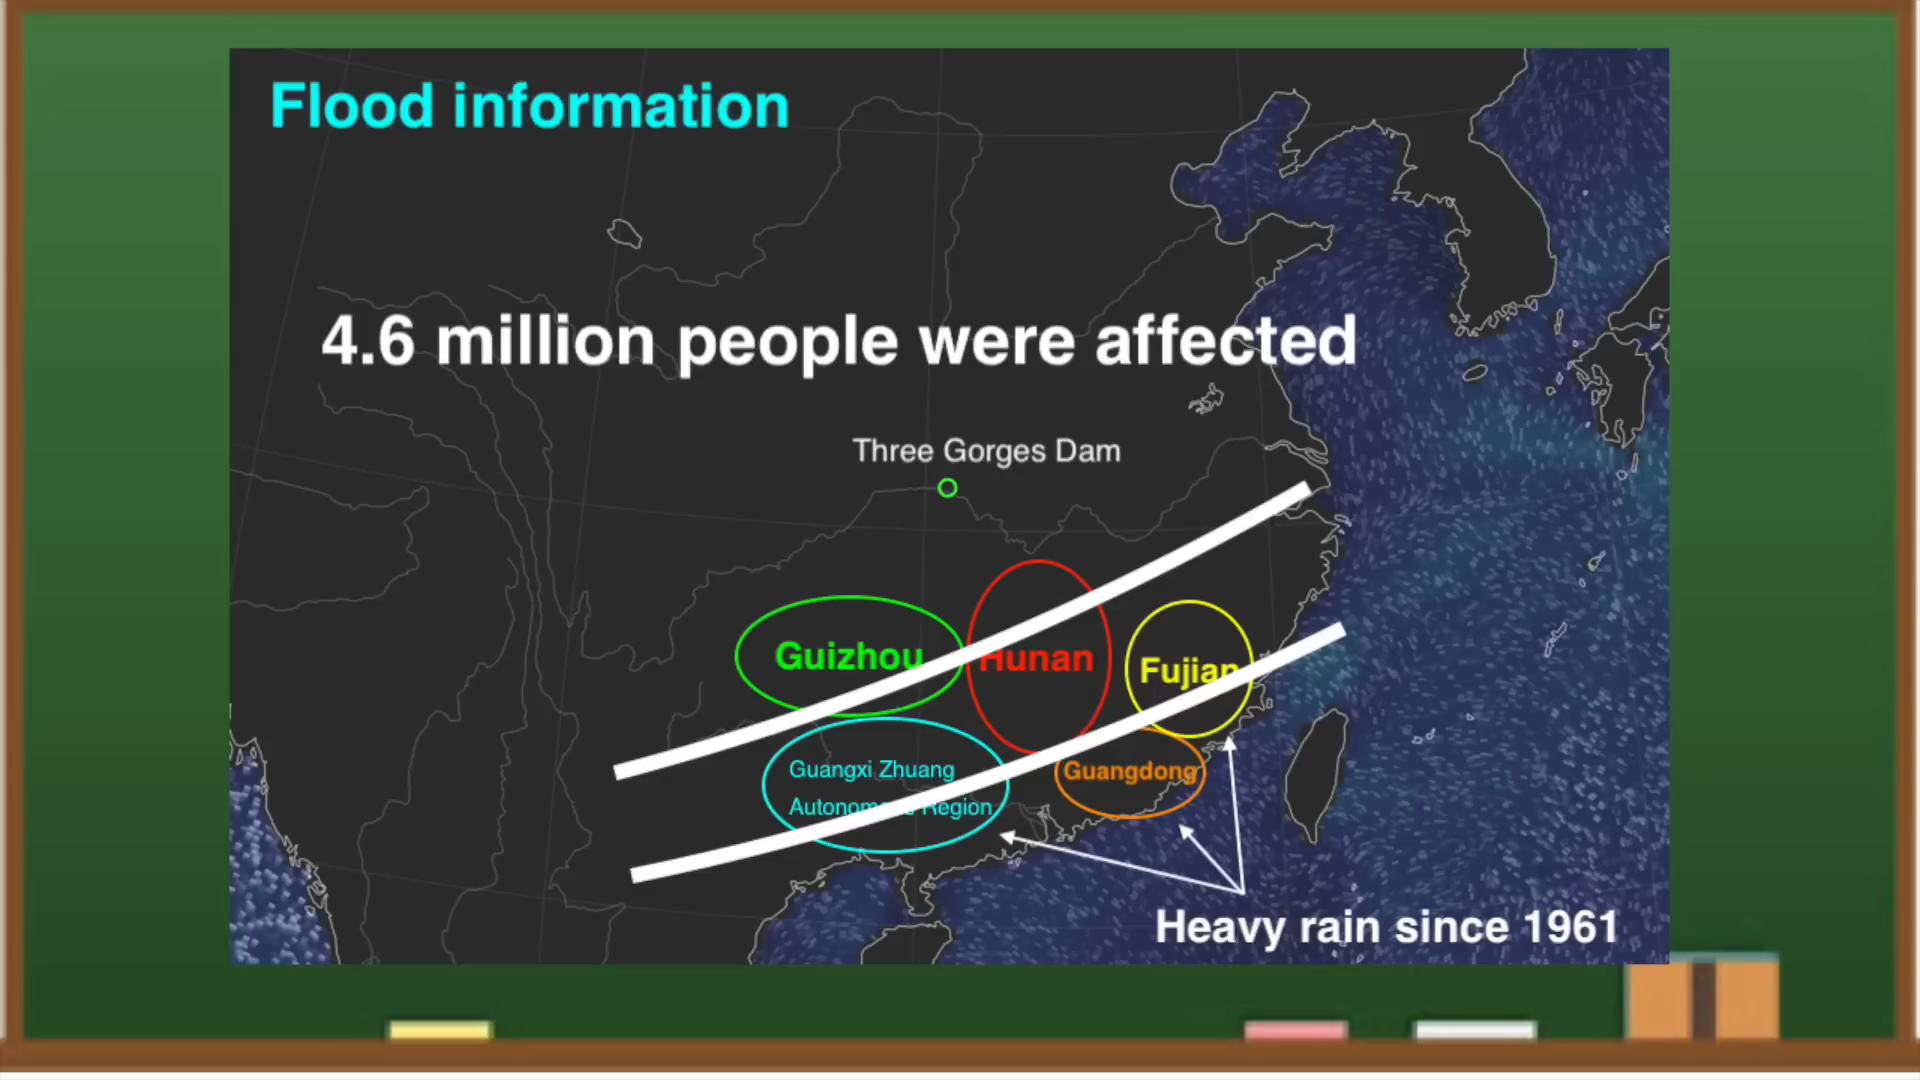 Flood information
4.6 million people were affected
Three Gorges Dam
Guizhou
Hunan
Fujian
Guangxi Zhuang
Autonomous Region
Guangdong
Heavy rain since 1961